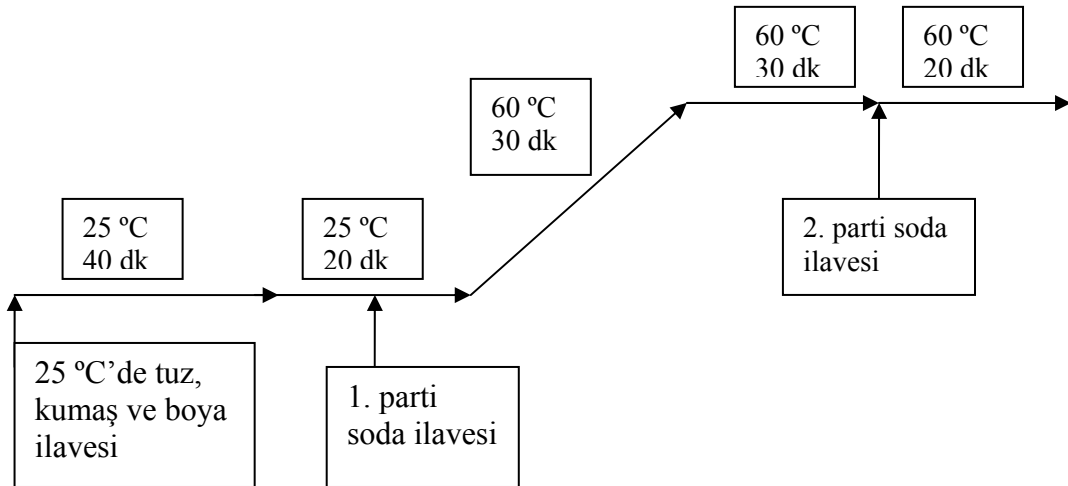 60 ºC
30 dk
60 ºC
20 dk
60 ºC
30 dk
25 ºC
40 dk
25 ºC
20 dk
2. parti soda
ilavesi
25 ºC’de tuz,
kumaş ve boya
ilavesi
1. parti
soda ilavesi